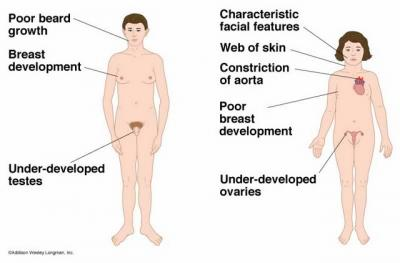 Poor beard
growth
Breast
development
Under-developed
testes
Characteristic
facial features
Web of skin
Constriction
of aorta
Poor
breast
development
Under-developed
ovaries
©Addison Wesley Longman, Inc.